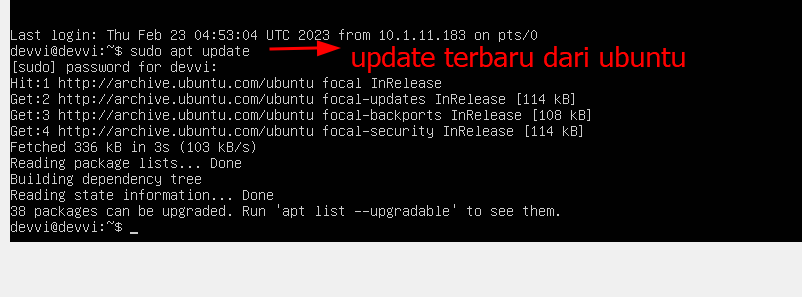 Last login: Thu Feb 23 04:53:04 UTC 2023 from 10.1.11.183 on pts/0
devvi@devvi:~$ sudo apt update
update terbaru dari ubuntu
[sudo] password for devvi:
Hit:1 http://archive.ubuntu.com/ubuntu focal InRelease
Get:2 http://archive.ubuntu.com/ubuntu focal-updates InRelease [114 kB]
Get:3 http://archive.ubuntu.com/ubuntu focal-backports InRelease [108 kB]
Get:4 http://archive.ubuntu.com/ubuntu focal-security InRelease [114 kB]
Fetched 336 kB in 3s (103 kB/s)
Reading package lists... Done
Building dependency tree
Reading state information... Done
38 packages can be upgraded. Run 'apt list --upgradable' to see them.
devvi@devvi:~$ _